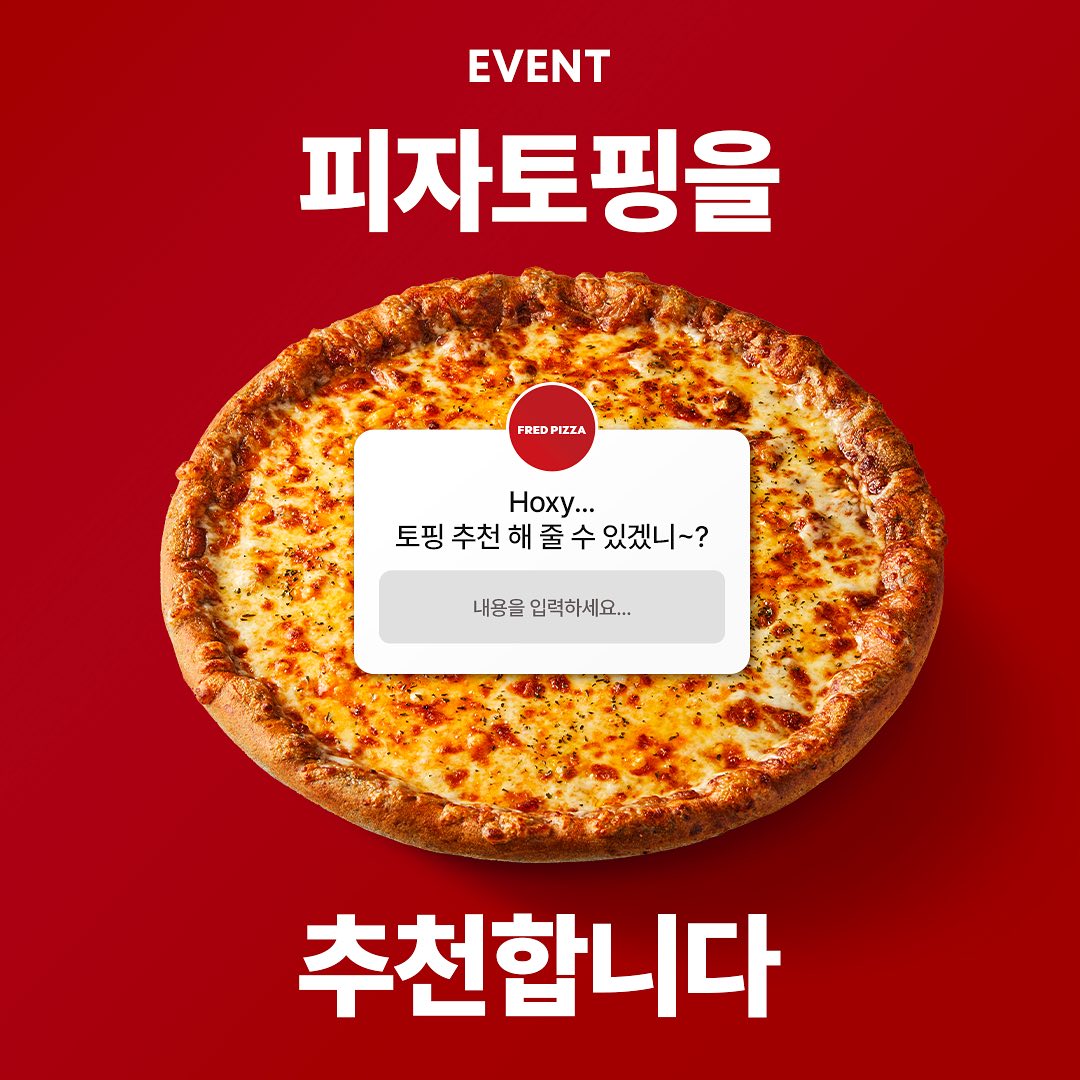 EVENT
피자토핑을
FRED PIZZA
Hoxy...
토핑 추천 해 줄 수 있겠니~?
내용을 입력하세요...
추천합니다